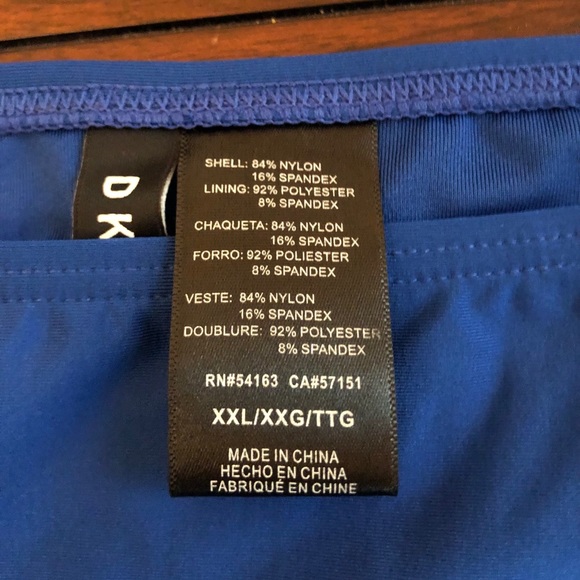 SHELL: 84% NYLON
16% SPANDEX
LINING: 92% POLYESTER
8% SPANDEX
CHAQUETA: 84% NYLON
16% SPANDEX
FORRO: 92% POLIESTER
8% SPANDEX
VESTE: 84% NYLON
16% SPANDEX
DOUBLURE: 92% POLYESTER
8% SPANDEX
RN#54163 CA#57151
XXL/XXG/TTG
MADE IN CHINA
HECHO EN CHINA
FABRIQUÉ EN CHINE
DK